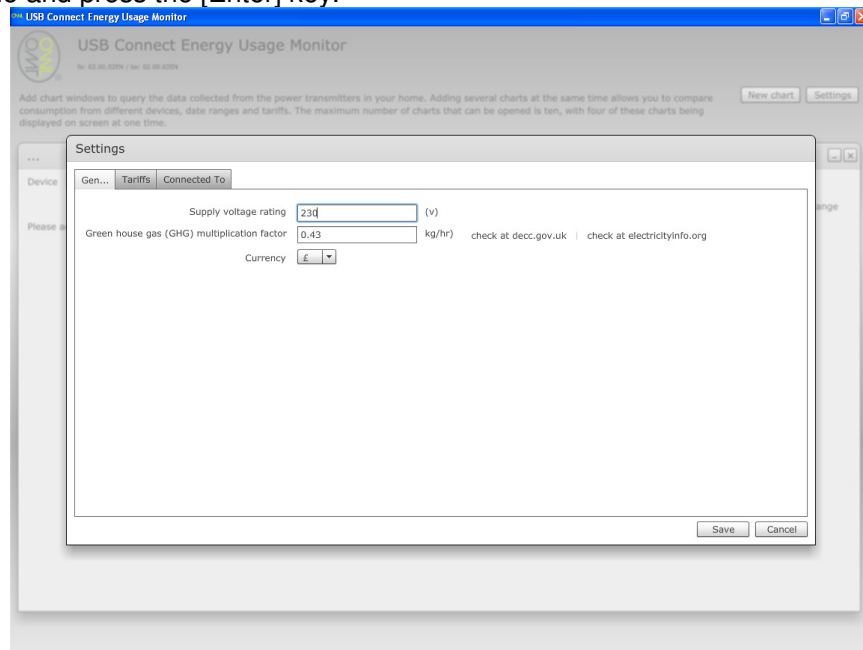 e and press the [Enter] key.
USB Connect Energy Usage Monitor
USB Connect Energy Usage Monitor
Add chart windows to query the data collected from the power transmitters in your home. Adding several charts at the same time allows you to compare
consumption from different devices, date ranges and tariffs. The maximum number of charts that can be opened is ten, with four of these charts being
displayed on screen at one time.
New chart Settings
...
Device
Please a
ange
Settings
Gen... Tariffs Connected To
Supply voltage rating 230 (v)
Green house gas (GHG) multiplication factor 0.43 kg/hr) check at decc.gov.uk | check at electricityinfo.org
Currency £
Save Cancel